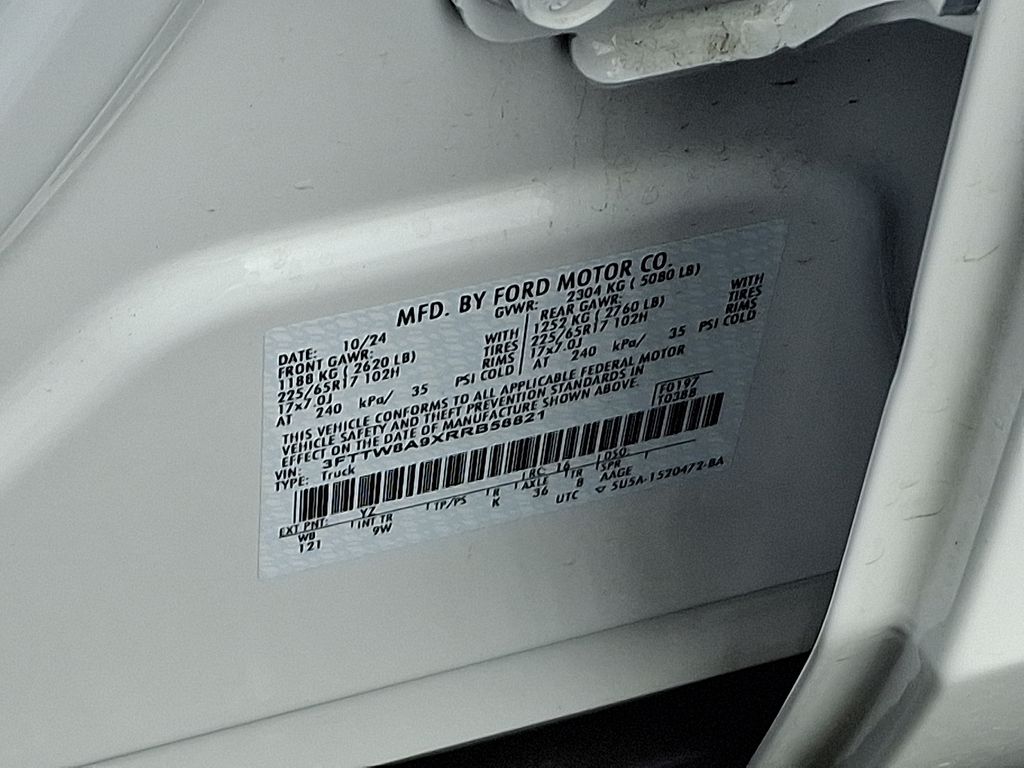 MFD. BY FORD MOTOR CO.
DATE: 10/24 GVWR: 2304 KG ( 5080 LB)
FRONT GAWR: REAR GAWR:
1188 KG ( 2620 LB) WITH 1252 KG ( 2760 LB) WITH
225/65R17 102H TIRES 225/65R17 102H TIRES
17x7.0J RIMS 17x7.0J RIMS
AT 240 kPa/ 35 PSI COLD AT 240 kPa/ 35 PSI COLD
THIS VEHICLE CONFORMS TO ALL APPLICABLE FEDERAL MOTOR
VEHICLE SAFETY AND THEFT PREVENTION STANDARDS IN
EFFECT ON THE DATE OF MANUFACTURE SHOWN ABOVE.
VIN: 3FTTW8A9XRRB58821 F0197
TYPE: Truck T0388
EXT PNT: YZ RC: 16 DSO:
WB INT TR TP/PS R AXLE TR SPR
121 9W K 36 8 AAGE
UTC ▽ SU5A-1520472-BA